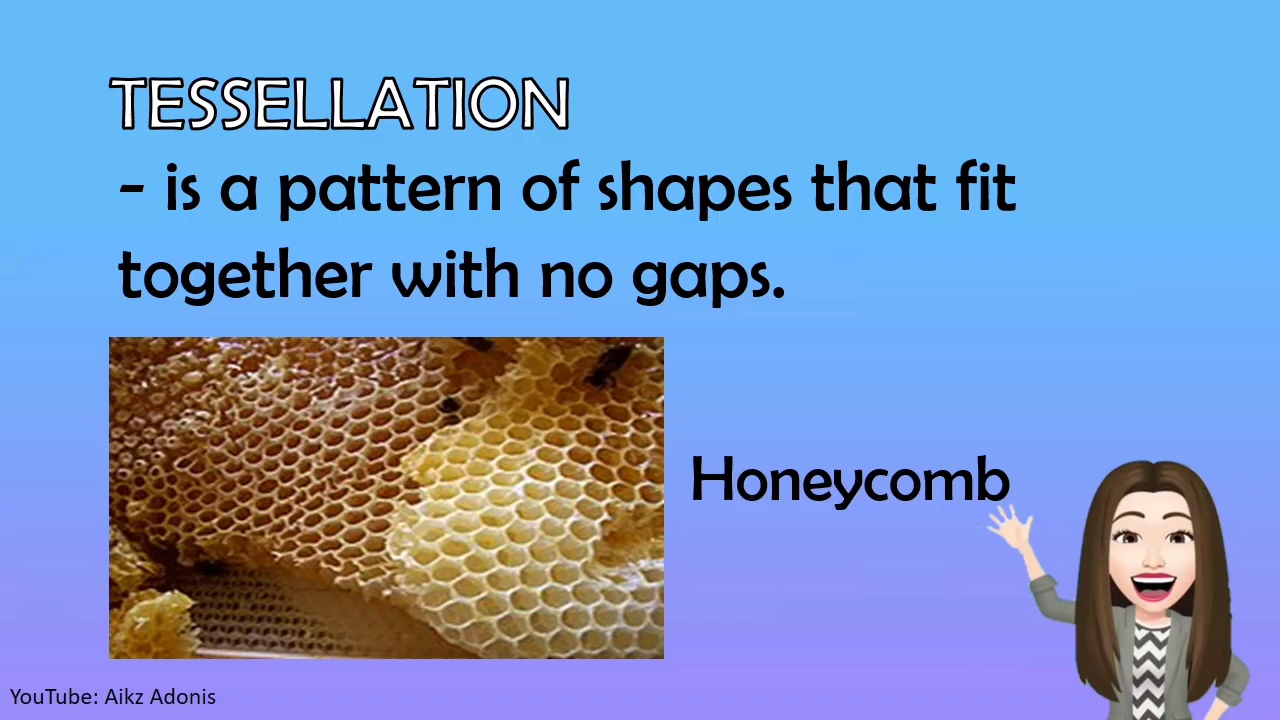 TESSELLATION
- is a pattern of shapes that fit
together with no gaps.
Honeycomb
YouTube: Aikz Adonis